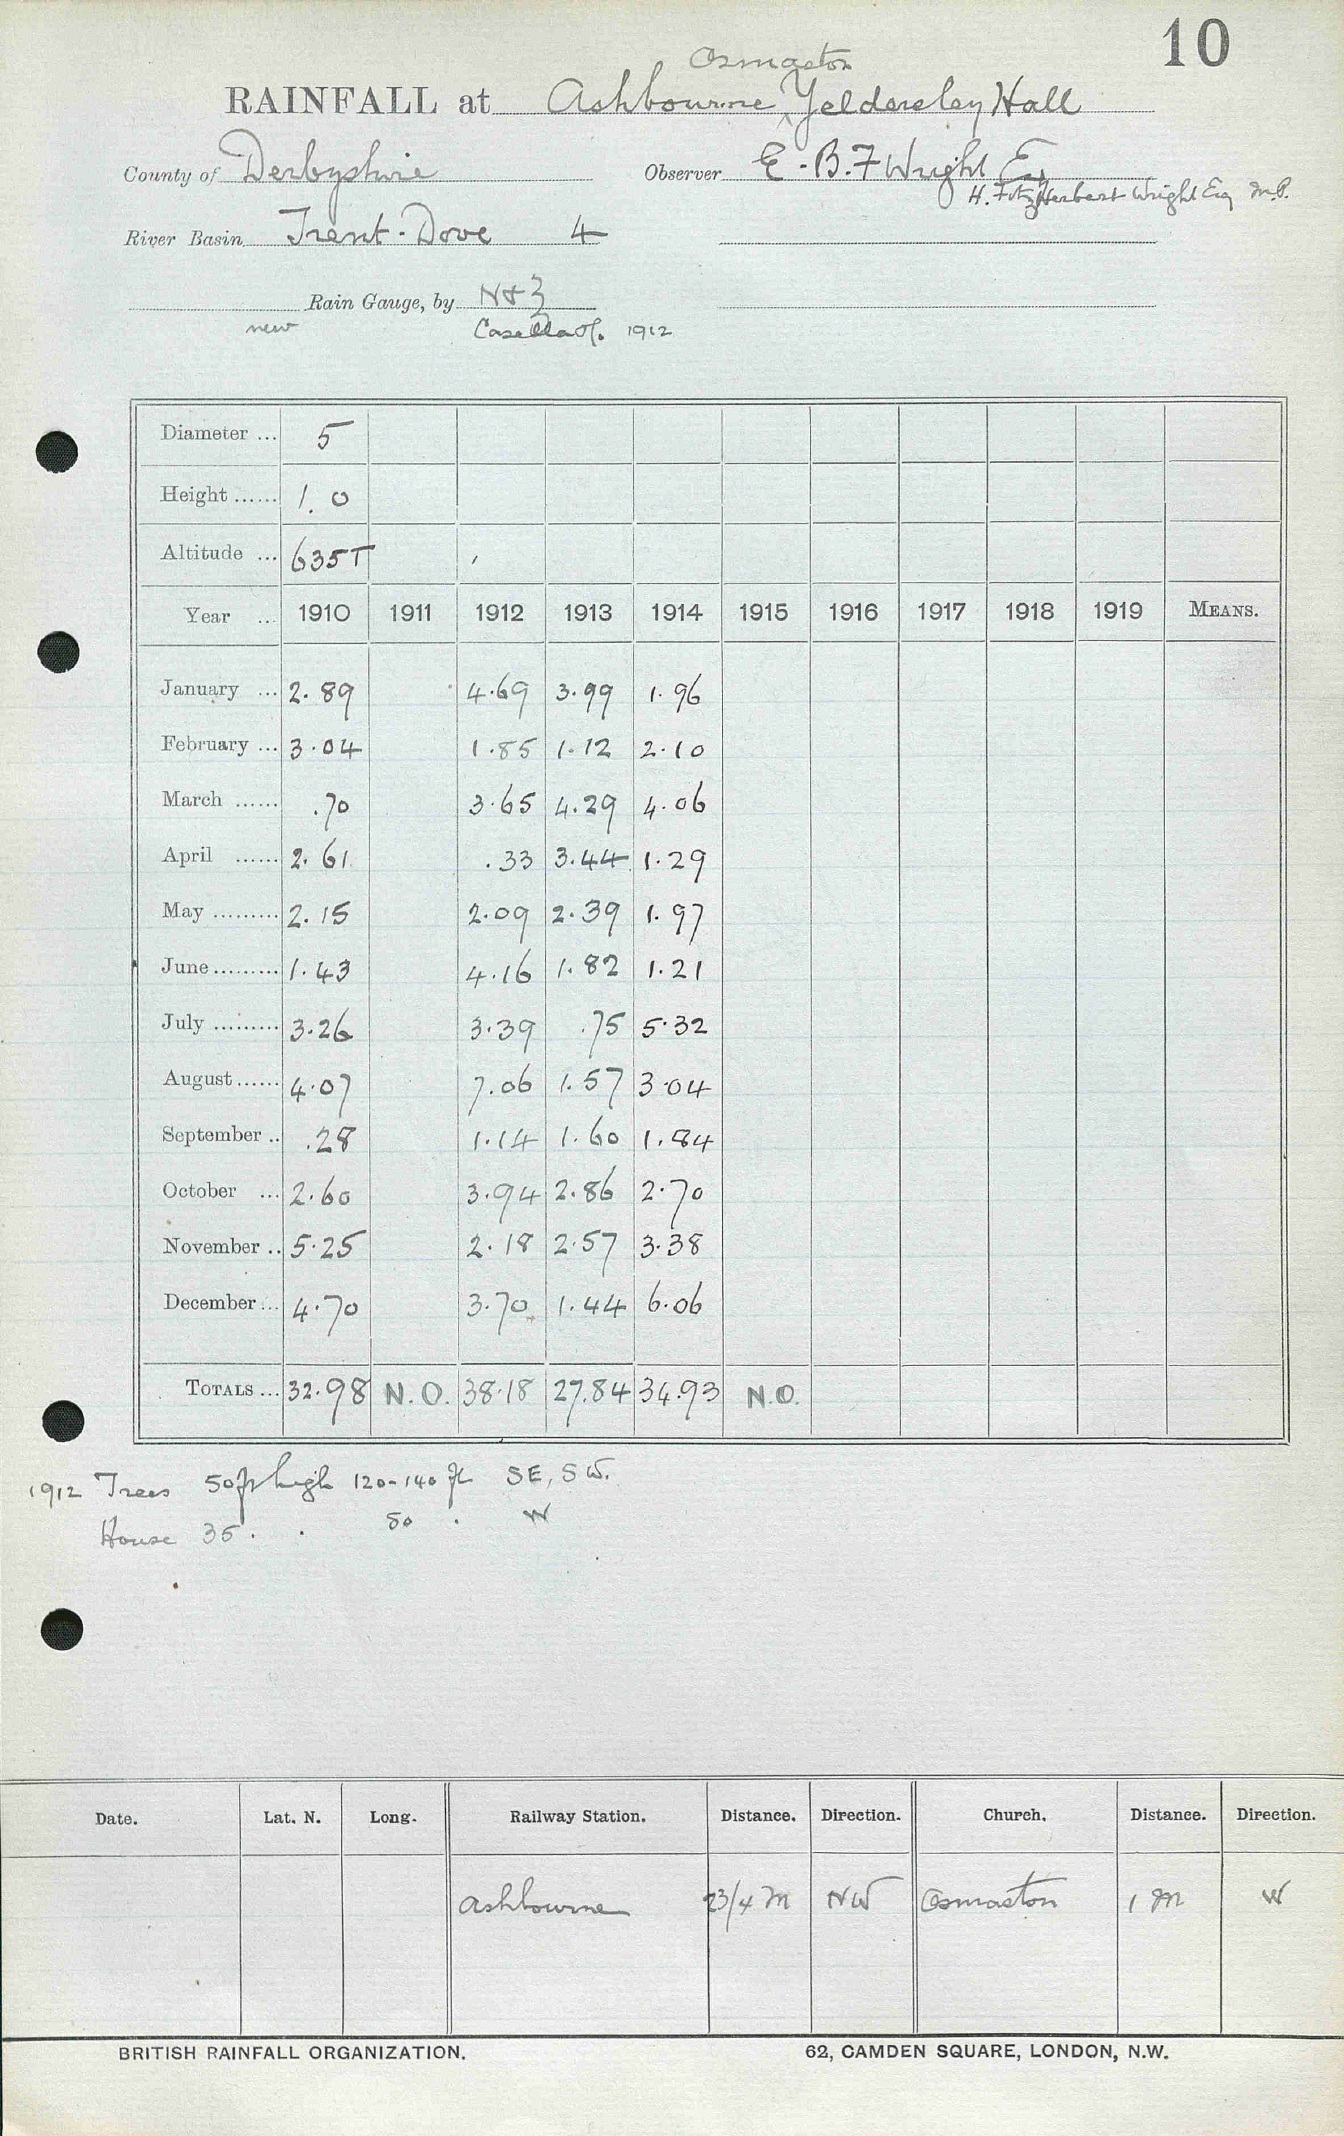 10
Osmaston
RAINFALL at Ashbourne, Yeldersley Hall
County of Derbyshire Observer E. B. F Wright Esq
H. FitzHerbert Wright Esq M.P.
River Basin Trent-Dove 4
Rain Gauge, by N & Z
new Casella 1912
Diameter ... 5
Height ...... 1.0
Altitude ... 635T
Year ... 1910 1911 1912 1913 1914 1915 1916 1917 1918 1919 MEANS.
January ... 2.89 4.69 3.99 1.96
February ... 3.04 1.85 1.12 2.10
March ...... .70 3.65 4.29 4.06
April ...... 2.61 .33 3.44 1.29
May ......... 2.15 2.09 2.39 1.97
June ......... 1.43 4.16 1.82 1.21
July ......... 3.26 3.39 .75 5.32
August ...... 4.07 7.06 1.57 3.04
September .. .28 1.14 1.60 1.84
October ... 2.60 3.94 2.86 2.70
November .. 5.25 2.18 2.57 3.38
December ... 4.70 3.70 1.44 6.06
TOTALS ... 32.98 N.O. 38.18 27.84 34.93 N.O.
1912 Trees 50 ft high 120-140 ft SE, SW.
House 35 . . 80 . W
Date. Lat. N. Long. Railway Station. Distance. Direction. Church. Distance. Direction.
Ashbourne 2 3/4 M NW Osmaston 1 M W
BRITISH RAINFALL ORGANIZATION. 62, CAMDEN SQUARE, LONDON, N.W.